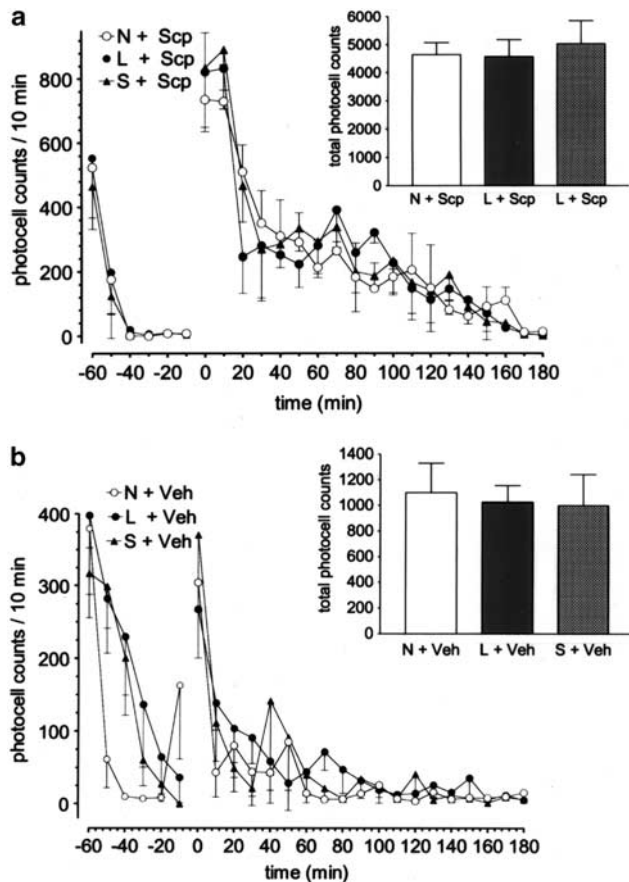 a
N + Scp
L + Scp
S + Scp
photocell counts / 10 min
800
600
400
200
0
-60 -40 -20 0 20 40 60 80 100 120 140 160 180
time (min)
total photocell counts
6000
5000
4000
3000
2000
1000
0
N + Scp L + Scp L + Scp
b
N + Veh
L + Veh
S + Veh
photocell counts / 10 min
400
300
200
100
0
-60 -40 -20 0 20 40 60 80 100 120 140 160 180
time (min)
total photocell counts
1400
1200
1000
800
600
400
200
0
N + Veh L + Veh S + Veh